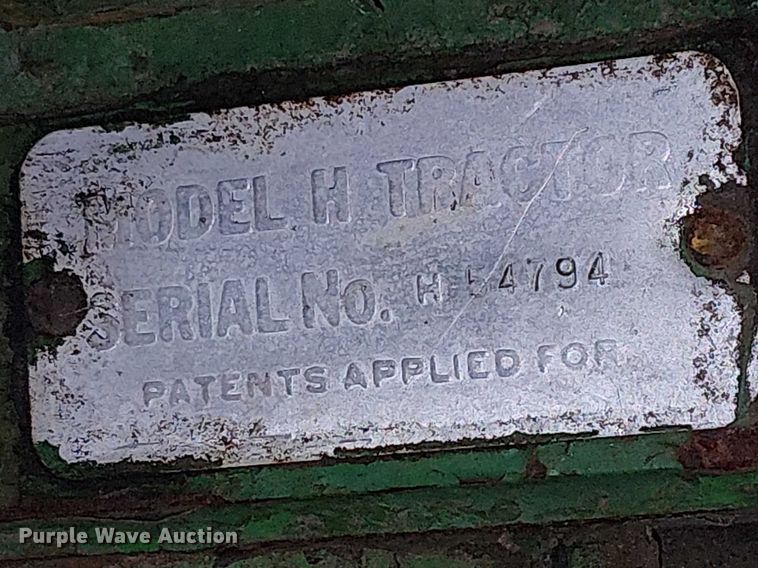 MODEL H TRACTOR
SERIAL NO. H 54794
PATENTS APPLIED FOR
Purple Wave Auction